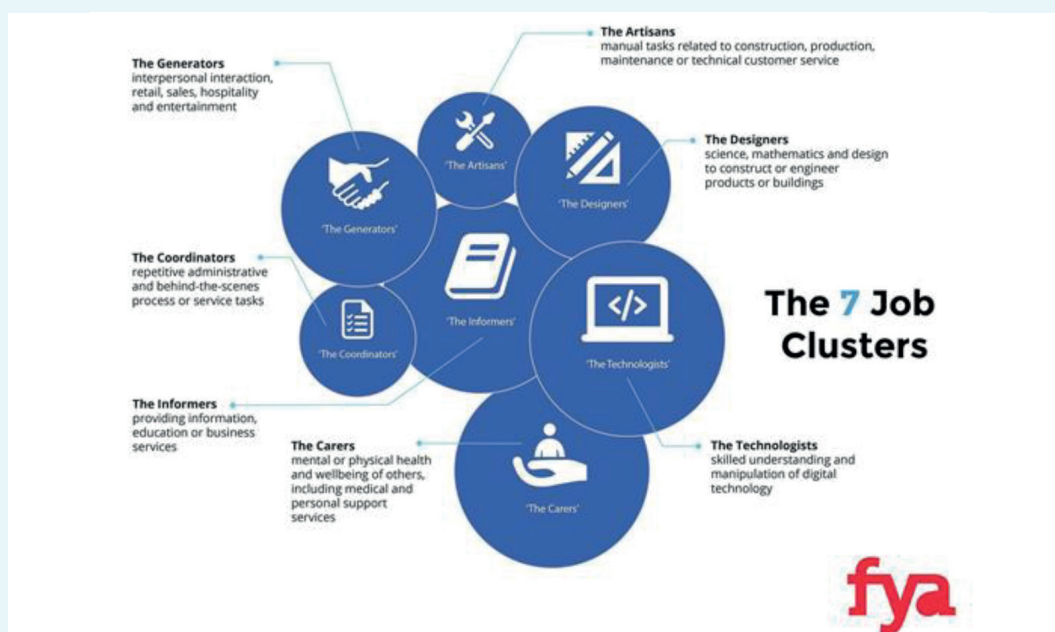 The Artisans
manual tasks related to construction, production,
maintenance or technical customer service
The Generators
interpersonal interaction,
retail, sales, hospitality
and entertainment
The Designers
science, mathematics and design
to construct or engineer
products or buildings
'The Artisans'
'The Designers'
'The Generators'
The Coordinators
repetitive administrative
and behind-the-scenes
process or service tasks
'The Informers'
</>
The 7 Job
Clusters
'The Coordinators'
'The Technologists'
The Informers
providing information,
education or business
services
The Carers
mental or physical health
and wellbeing of others,
including medical and
personal support
services
The Technologists
skilled understanding and
manipulation of digital
technology
'The Carers'
fya